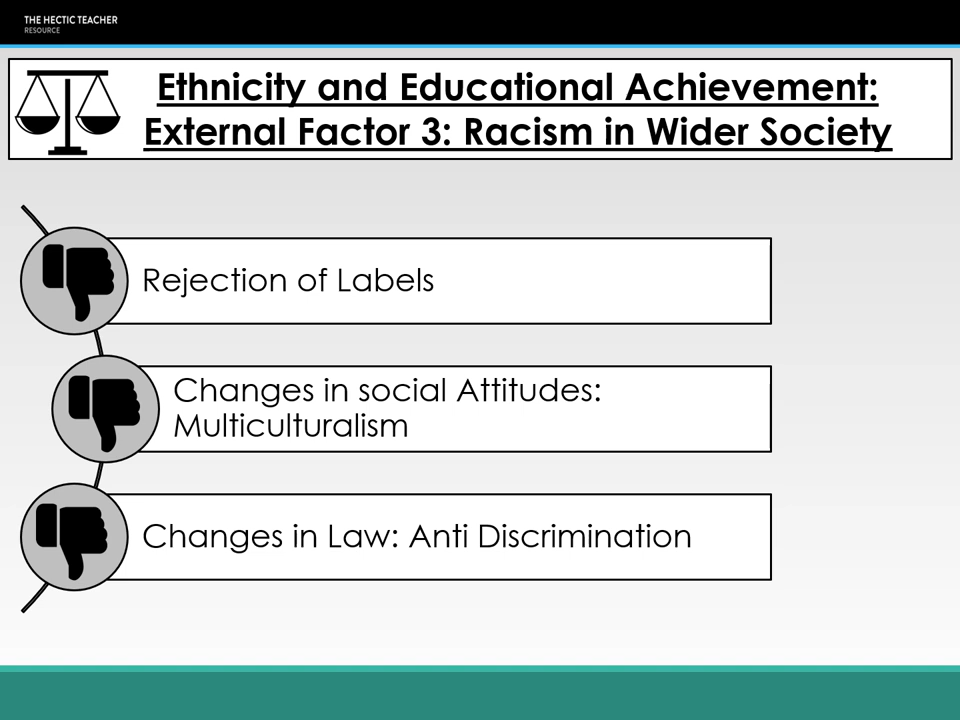 THE HECTIC TEACHER
RESOURCE
Ethnicity and Educational Achievement:
External Factor 3: Racism in Wider Society
Rejection of Labels
Changes in social Attitudes:
Multiculturalism
Changes in Law: Anti Discrimination